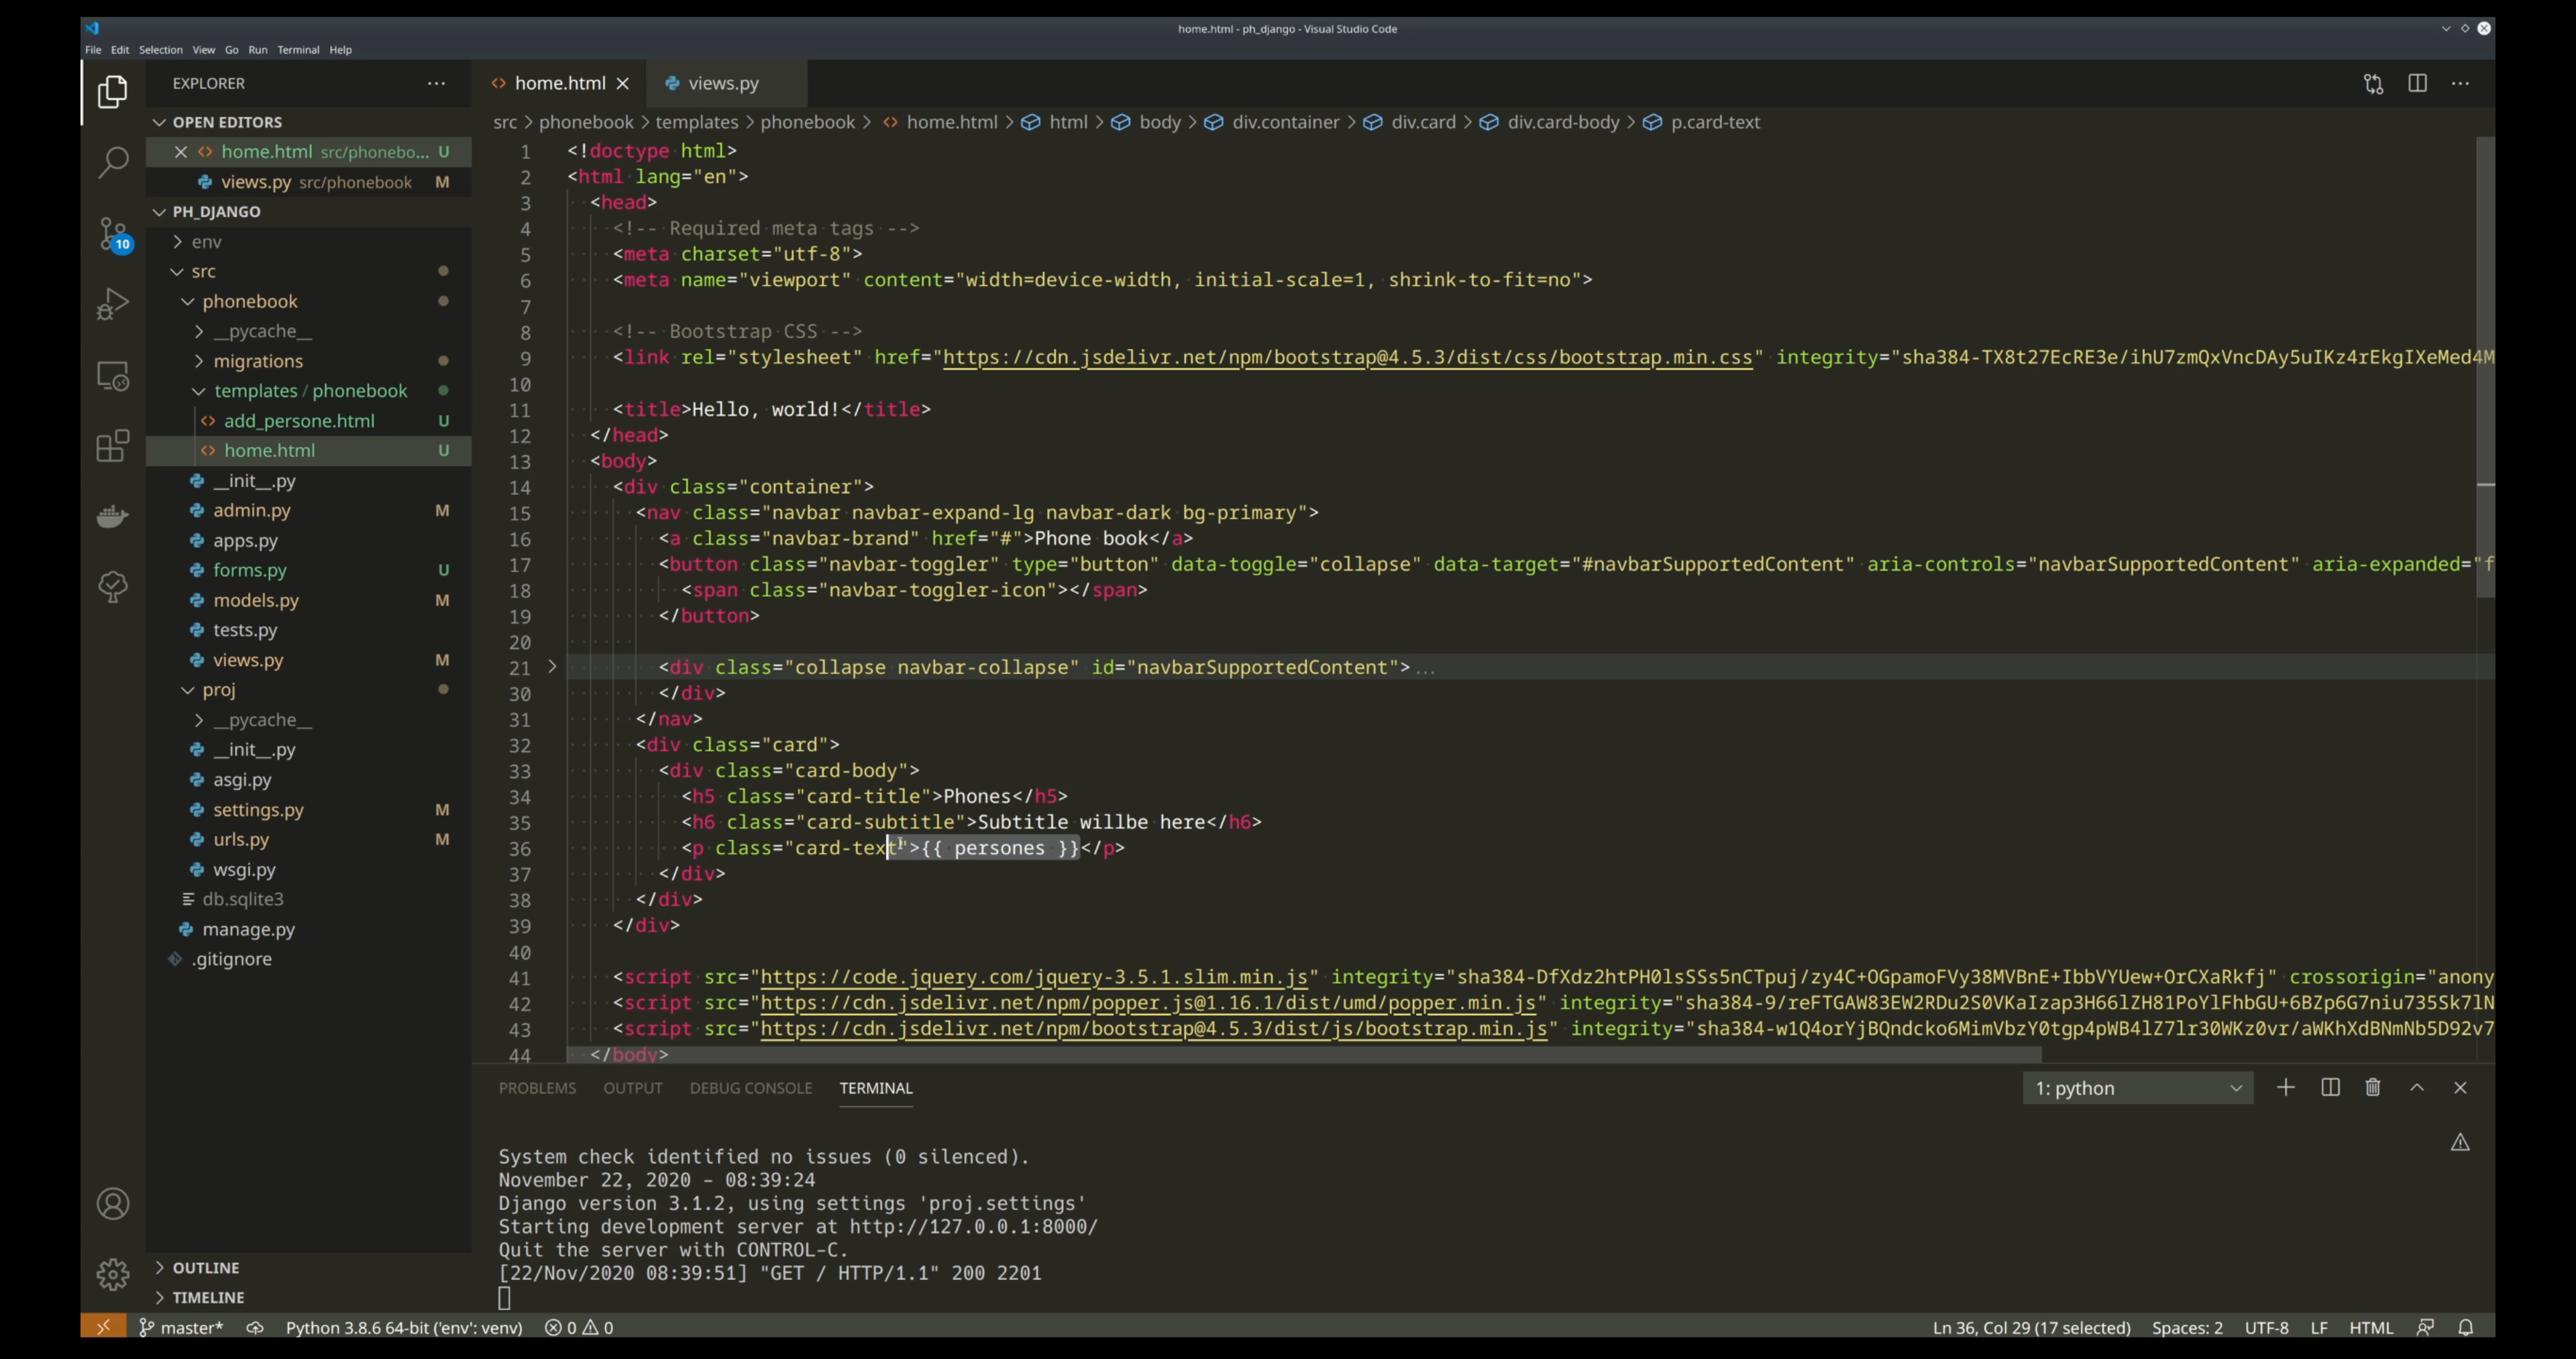 home.html - ph_django - Visual Studio Code
File Edit Selection View Go Run Terminal Help
EXPLORER
OPEN EDITORS
home.html src/phonebo... U
views.py src/phonebook M
PH_DJANGO
env
src
phonebook
__pycache__
migrations
templates / phonebook
add_persone.html U
home.html U
__init__.py
admin.py M
apps.py
forms.py U
models.py M
tests.py
views.py M
proj
__pycache__
__init__.py
asgi.py
settings.py M
urls.py M
wsgi.py
db.sqlite3
manage.py
.gitignore
OUTLINE
TIMELINE
10
home.html views.py
src > phonebook > templates > phonebook > home.html > html > body > div.container > div.card > div.card-body > p.card-text
1 <!doctype html>
2 <html lang="en">
3 <head>
4 <!-- Required meta tags -->
5 <meta charset="utf-8">
6 <meta name="viewport" content="width=device-width, initial-scale=1, shrink-to-fit=no">
7
8 <!-- Bootstrap CSS -->
9 <link rel="stylesheet" href="https://cdn.jsdelivr.net/npm/bootstrap@4.5.3/dist/css/bootstrap.min.css" integrity="sha384-TX8t27EcRE3e/ihU7zmQxVncDAy5uIKz4rEkgIXeMed4M
10
11 <title>Hello, world!</title>
12 </head>
13 <body>
14 <div class="container">
15 <nav class="navbar navbar-expand-lg navbar-dark bg-primary">
16 <a class="navbar-brand" href="#">Phone book</a>
17 <button class="navbar-toggler" type="button" data-toggle="collapse" data-target="#navbarSupportedContent" aria-controls="navbarSupportedContent" aria-expanded="f
18 <span class="navbar-toggler-icon"></span>
19 </button>
20
21 <div class="collapse navbar-collapse" id="navbarSupportedContent">...
30 </div>
31 </nav>
32 <div class="card">
33 <div class="card-body">
34 <h5 class="card-title">Phones</h5>
35 <h6 class="card-subtitle">Subtitle willbe here</h6>
36 <p class="card-text">{{ persones }}</p>
37 </div>
38 </div>
39 </div>
40
41 <script src="https://code.jquery.com/jquery-3.5.1.slim.min.js" integrity="sha384-DfXdz2htPH0lsSSs5nCTpuj/zy4C+OGpamoFVy38MVBnE+IbbVYUew+OrCXaRkfj" crossorigin="anony
42 <script src="https://cdn.jsdelivr.net/npm/popper.js@1.16.1/dist/umd/popper.min.js" integrity="sha384-9/reFTGAW83EW2RDu2S0VKaIzap3H66lZH81PoYlFhbGU+6BZp6G7niu735Sk7lN
43 <script src="https://cdn.jsdelivr.net/npm/bootstrap@4.5.3/dist/js/bootstrap.min.js" integrity="sha384-w1Q4orYjBQndcko6MimVbzY0tgp4pWB4lZ7lr30WKz0vr/aWKhXdBNmNb5D92v7
44 </body>
PROBLEMS OUTPUT DEBUG CONSOLE TERMINAL
1: python
System check identified no issues (0 silenced).
November 22, 2020 - 08:39:24
Django version 3.1.2, using settings 'proj.settings'
Starting development server at http://127.0.0.1:8000/
Quit the server with CONTROL-C.
[22/Nov/2020 08:39:51] "GET / HTTP/1.1" 200 2201
master* Python 3.8.6 64-bit ('env': venv) 0 0 Ln 36, Col 29 (17 selected) Spaces: 2 UTF-8 LF HTML